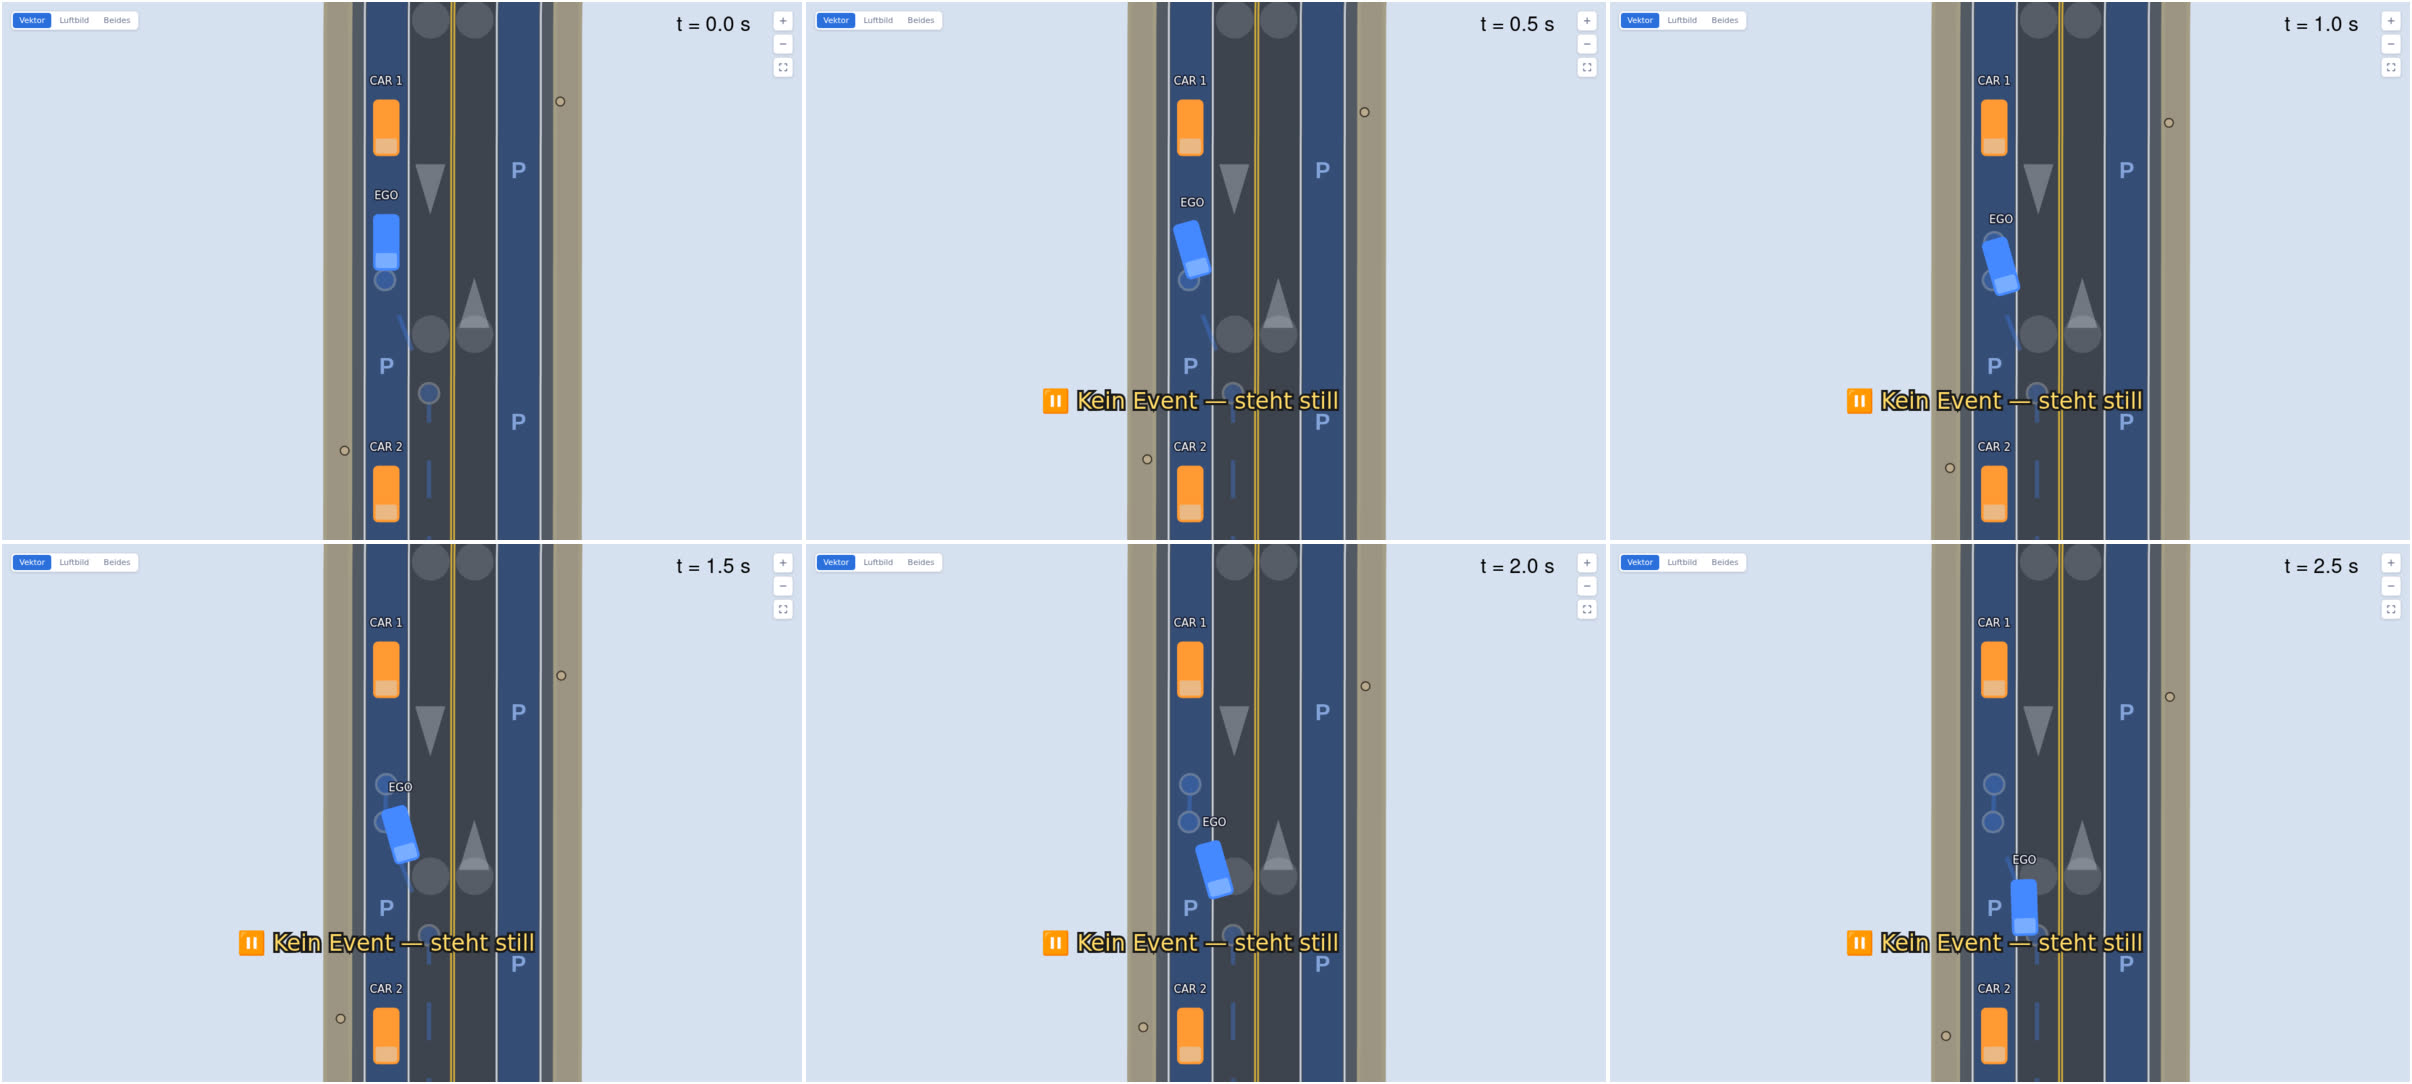 Vektor Luftbild Beides
t = 0.0 s
+
−
CAR 1
P
EGO
P
P
CAR 2
Vektor Luftbild Beides
t = 0.5 s
+
−
CAR 1
P
EGO
P
Kein Event — steht still
P
CAR 2
Vektor Luftbild Beides
t = 1.0 s
+
−
CAR 1
P
EGO
P
Kein Event — steht still
P
CAR 2
Vektor Luftbild Beides
t = 1.5 s
+
−
CAR 1
P
EGO
P
Kein Event — steht still
P
CAR 2
Vektor Luftbild Beides
t = 2.0 s
+
−
CAR 1
P
EGO
P
Kein Event — steht still
P
CAR 2
Vektor Luftbild Beides
t = 2.5 s
+
−
CAR 1
P
EGO
P
Kein Event — steht still
P
CAR 2